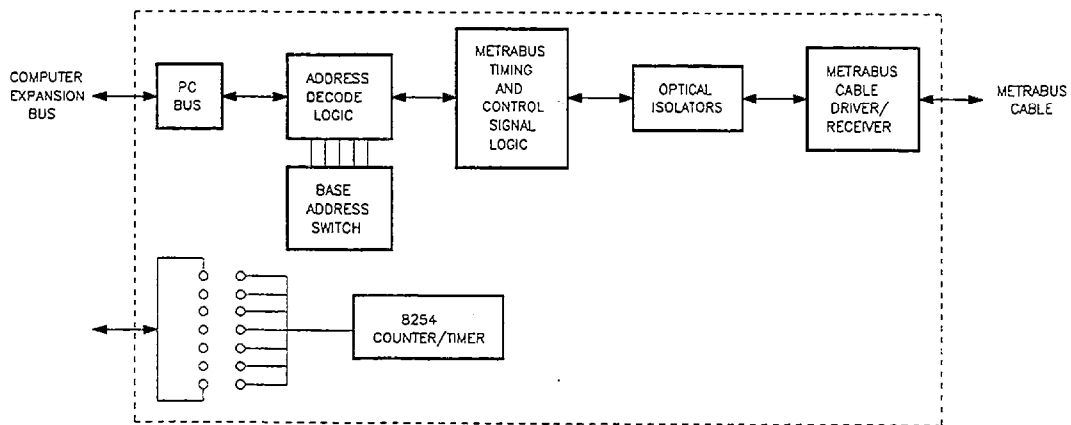 COMPUTER
EXPANSION
BUS
PC
BUS
ADDRESS
DECODE
LOGIC
BASE
ADDRESS
SWITCH
METRABUS
TIMING
AND
CONTROL
SIGNAL
LOGIC
OPTICAL
ISOLATORS
METRABUS
CABLE
DRIVER/
RECEIVER
METRABUS
CABLE
8254
COUNTER/TIMER